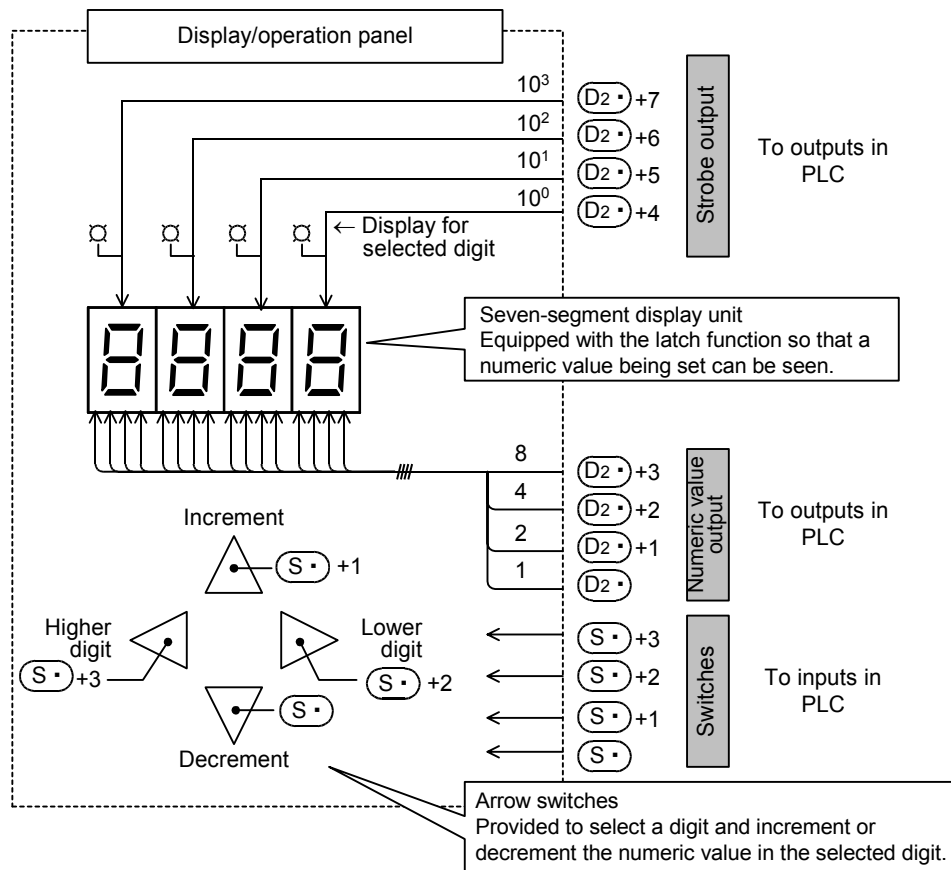 Display/operation panel
10³
D2 · +7
10²
D2 · +6
10¹
D2 · +5
10⁰
D2 · +4
Strobe output
To outputs in
PLC
← Display for
selected digit
Seven-segment display unit
Equipped with the latch function so that a
numeric value being set can be seen.
8 8 8 8
8
D2 · +3
4
D2 · +2
2
D2 · +1
1
D2 ·
Numeric value
output
To outputs in
PLC
Increment
S · +1
Higher
digit
S · +3
Lower
digit
S · +2
S ·
Decrement
S · +3
S · +2
S · +1
S ·
Switches
To inputs in
PLC
Arrow switches
Provided to select a digit and increment or
decrement the numeric value in the selected digit.